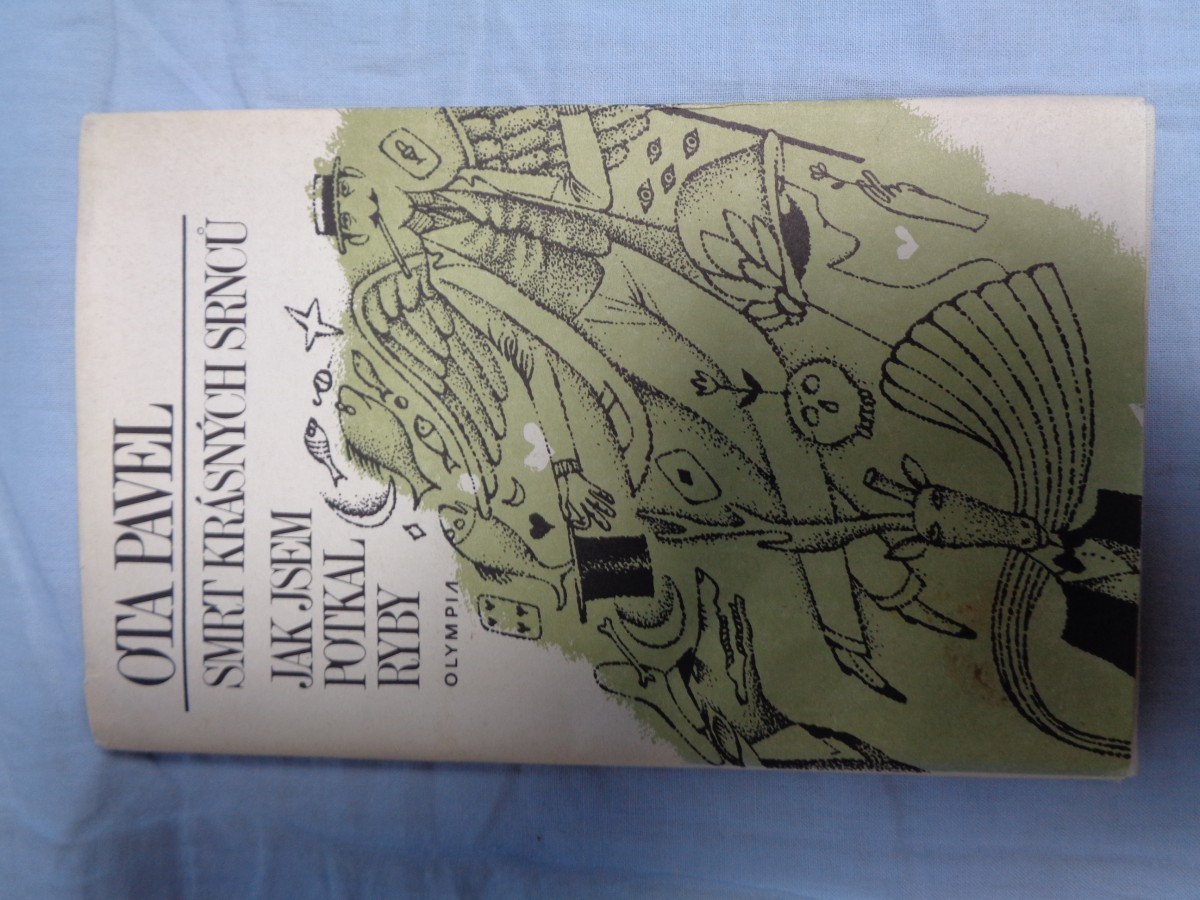 OTA PAVEL
SMRT KRÁSNÝCH SRNCŮ
JAK JSEM
POTKAL
RYBY
OLYMPIA